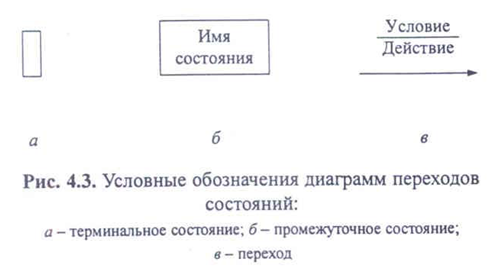 Имя
состояния
Условие
Действие
а
б
в
Рис. 4.3. Условные обозначения диаграмм переходов
состояний:
а – терминальное состояние; б – промежуточное состояние;
в – переход